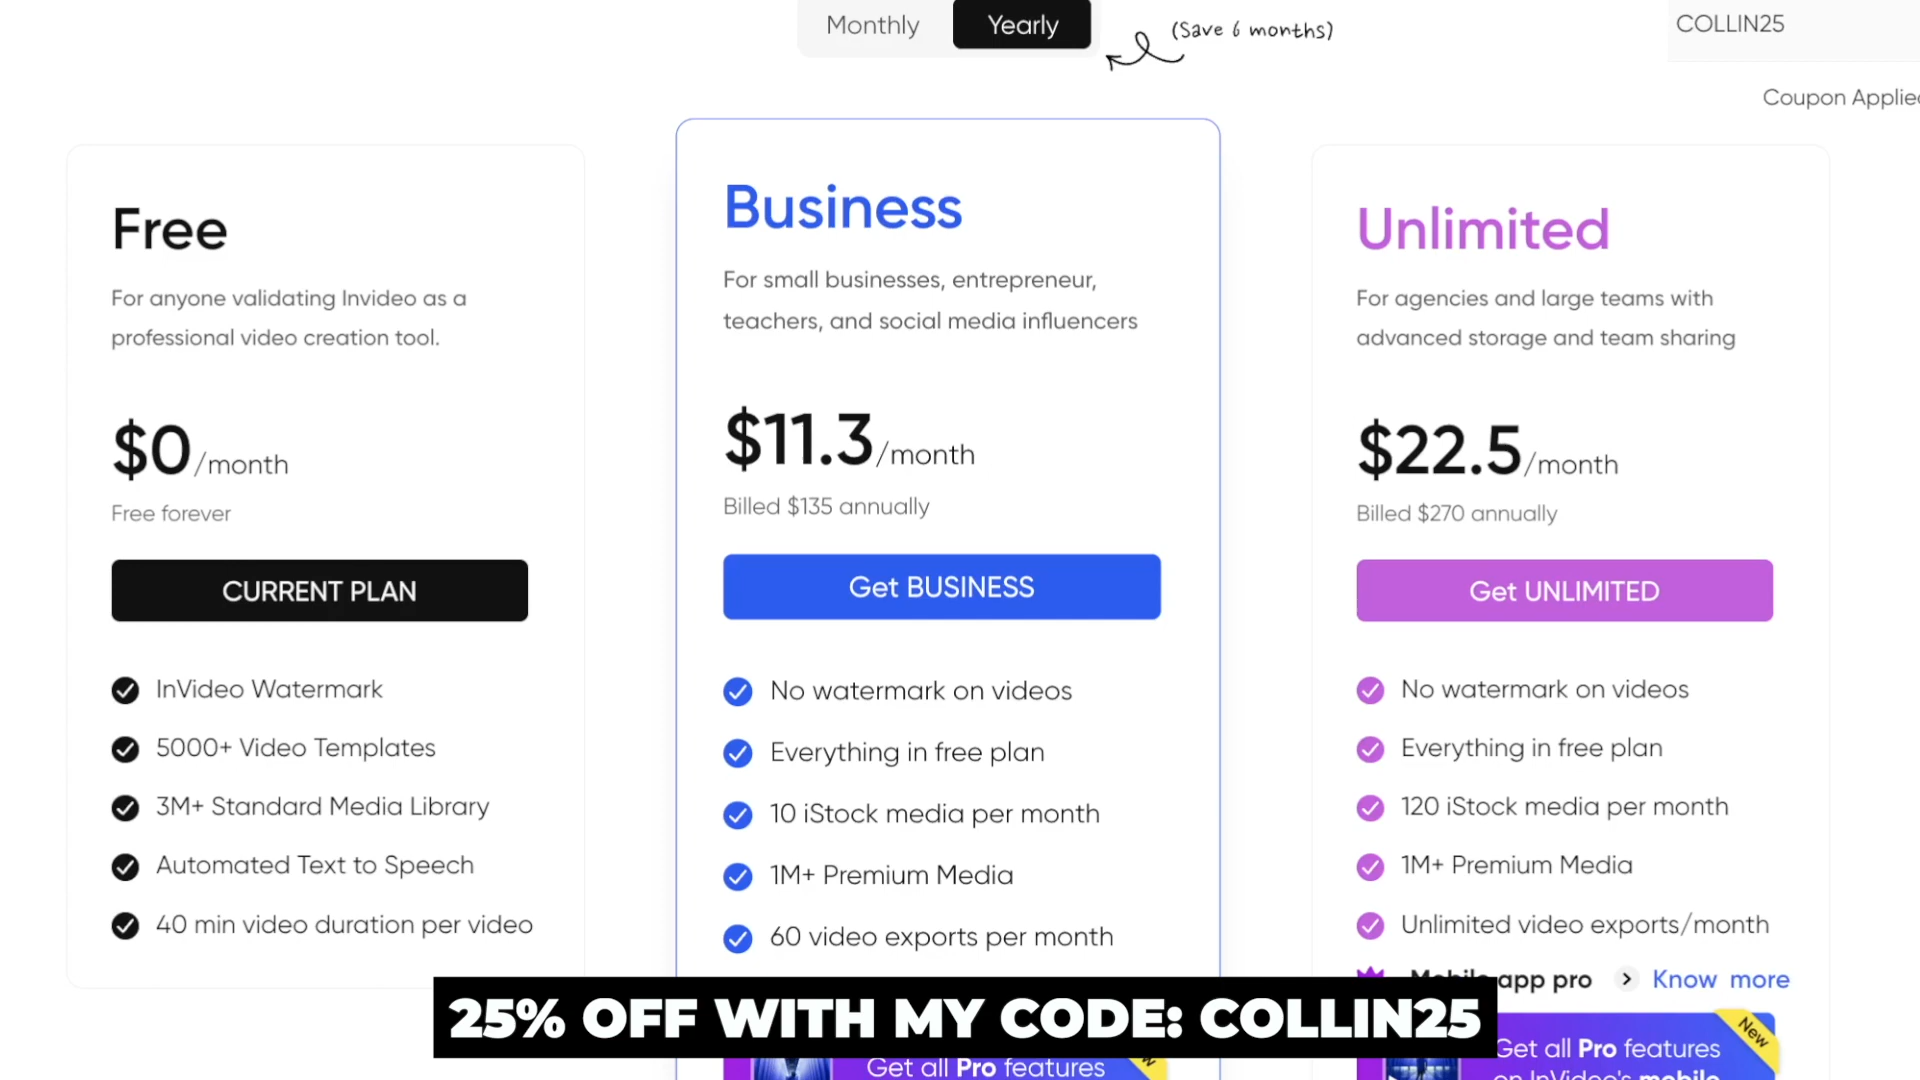 Monthly
Yearly
(Save 6 months)
COLLIN25
Coupon Applied
Free
For anyone validating Invideo as a
professional video creation tool.
$0/month
Free forever
CURRENT PLAN
InVideo Watermark
5000+ Video Templates
3M+ Standard Media Library
Automated Text to Speech
40 min video duration per video
Business
For small businesses, entrepreneur,
teachers, and social media influencers
$11.3/month
Billed $135 annually
Get BUSINESS
No watermark on videos
Everything in free plan
10 iStock media per month
1M+ Premium Media
60 video exports per month
Get all Pro features
Unlimited
For agencies and large teams with
advanced storage and team sharing
$22.5/month
Billed $270 annually
Get UNLIMITED
No watermark on videos
Everything in free plan
120 iStock media per month
1M+ Premium Media
Unlimited video exports/month
Mobile app pro > Know more
New
Get all Pro features
on InVideo's mobile
25% OFF WITH MY CODE: COLLIN25